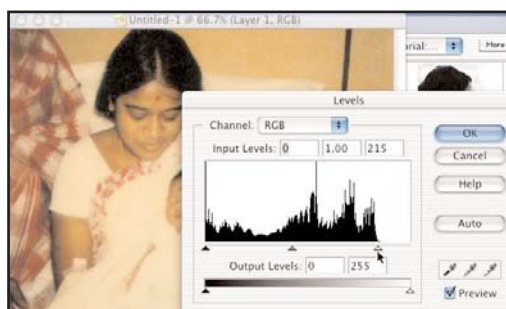 Untitled-1 @ 66.7% (Layer 1, RGB)
rial:...
More
Levels
Channel: RGB
OK
Input Levels: 0 1.00 215
Cancel
Help
Auto
Output Levels: 0 255
Preview